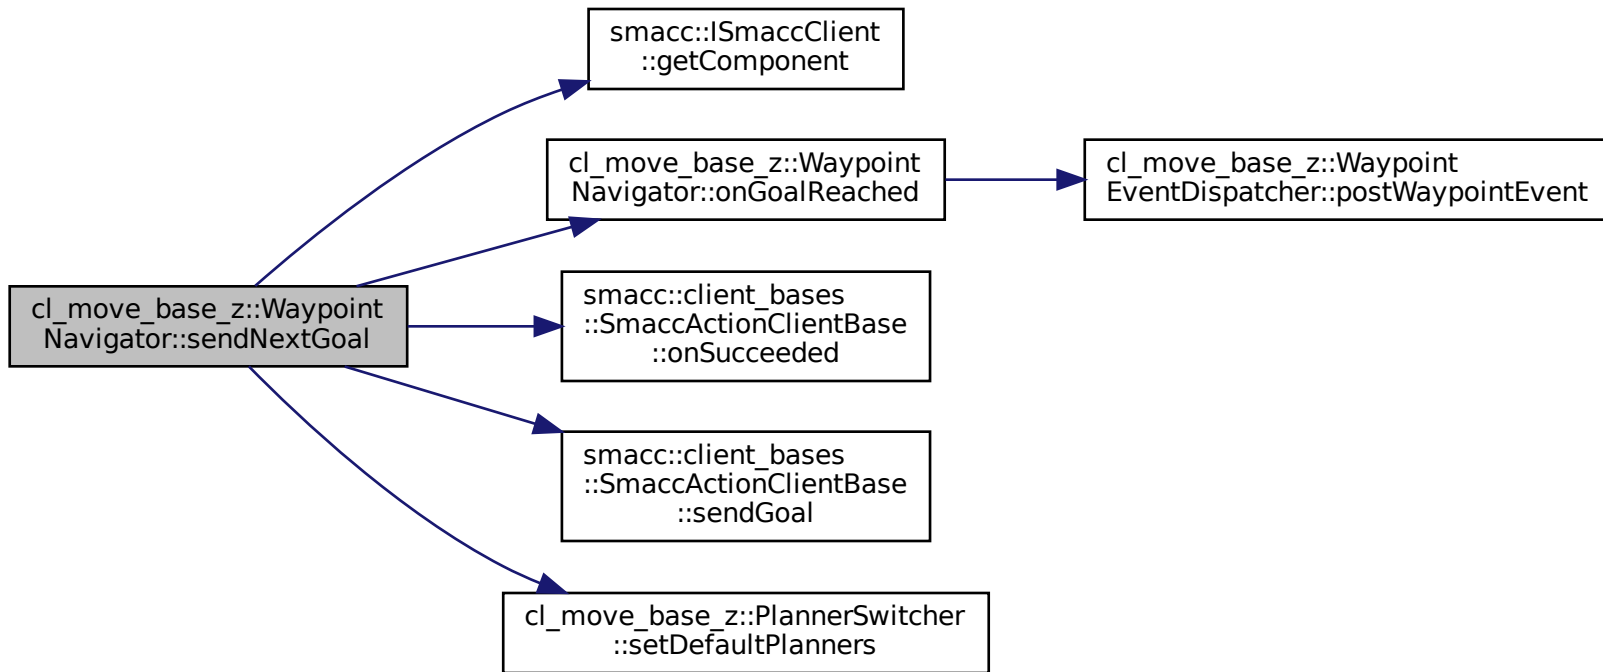 smacc::ISmaccClient
::getComponent
cl_move_base_z::Waypoint
Navigator::onGoalReached
cl_move_base_z::Waypoint
EventDispatcher::postWaypointEvent
cl_move_base_z::Waypoint
Navigator::sendNextGoal
smacc::client_bases
::SmaccActionClientBase
::onSucceeded
smacc::client_bases
::SmaccActionClientBase
::sendGoal
cl_move_base_z::PlannerSwitcher
::setDefaultPlanners